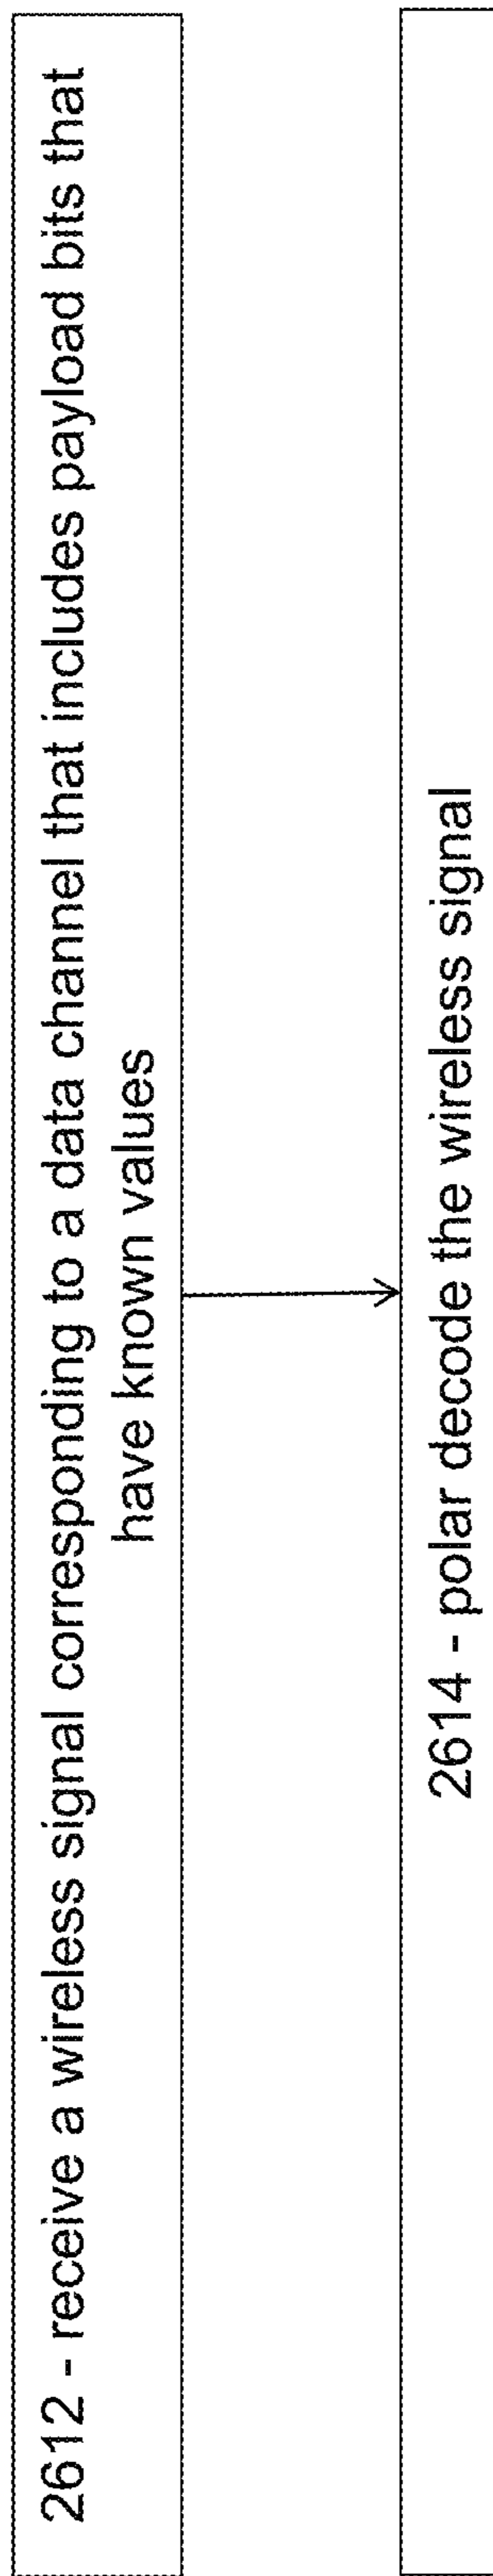 2612 - receive a wireless signal corresponding to a data channel that includes payload bits that
have known values
2614 - polar decode the wireless signal